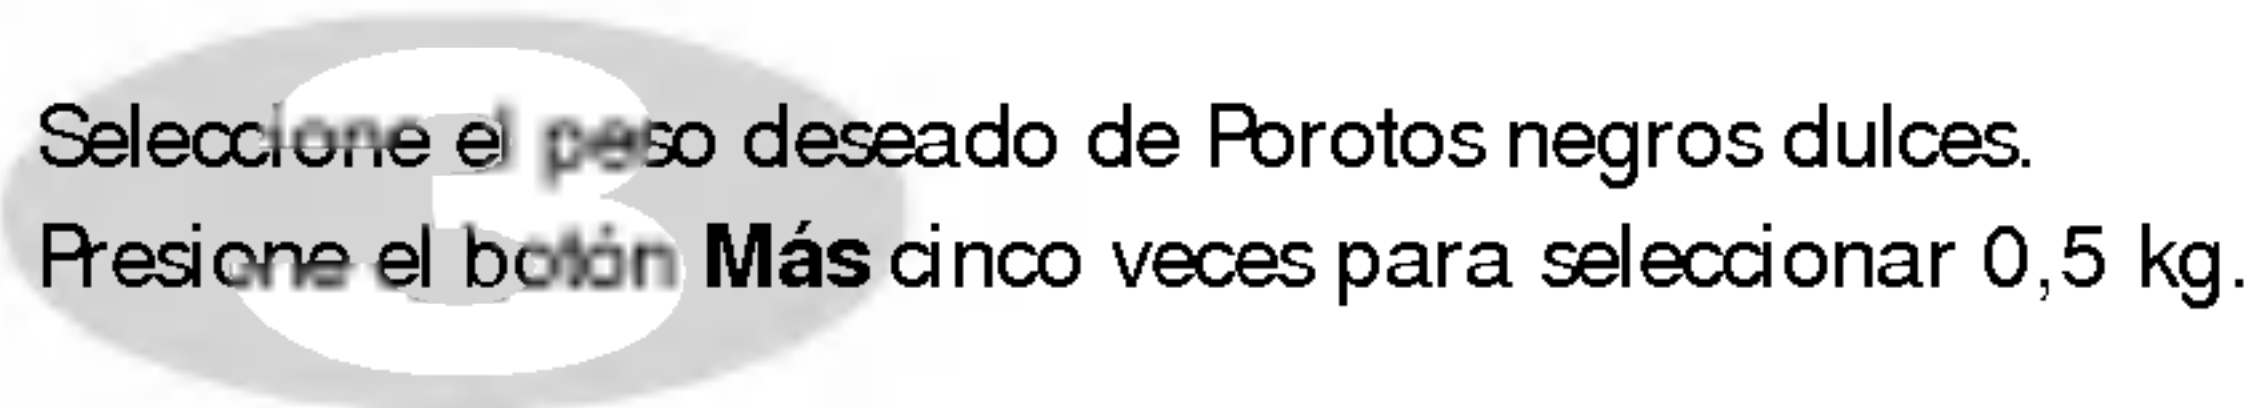 3
Seleccione el peso deseado de Porotos negros dulces.
Presione el botón Más cinco veces para seleccionar 0,5 kg.